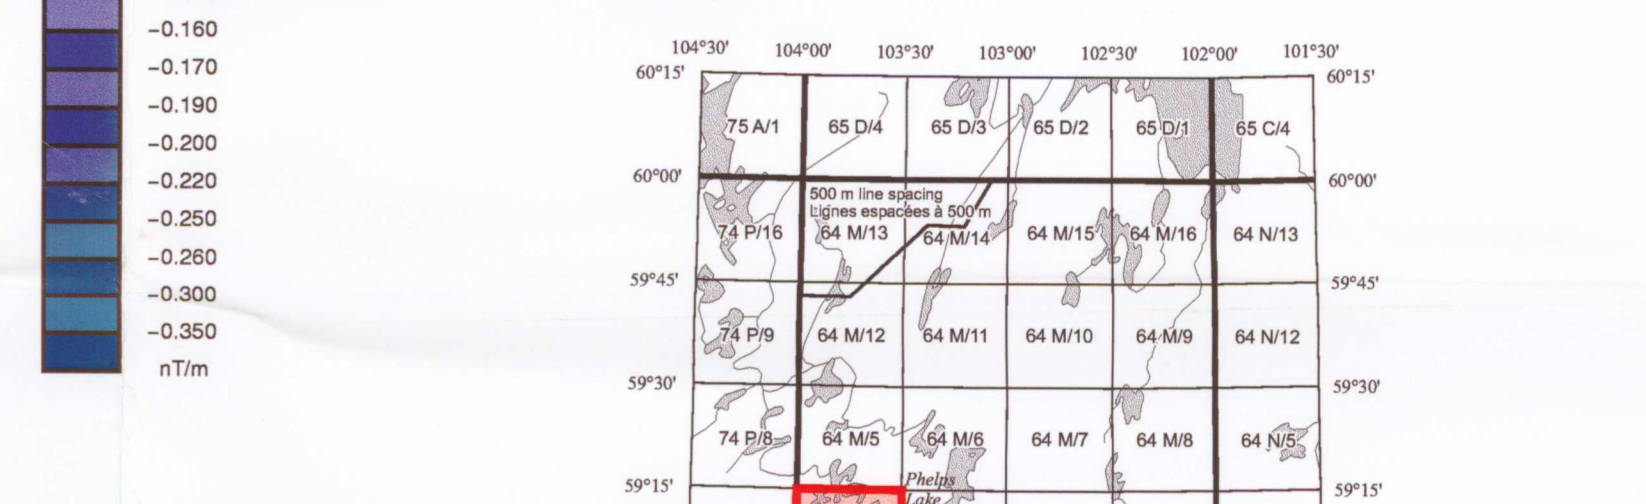 −0.160
−0.170
−0.190
−0.200
−0.220
−0.250
−0.260
−0.300
−0.350
nT/m
104°30' 104°00' 103°30' 103°00' 102°30' 102°00' 101°30'
60°15' 60°15'
75 A/1 65 D/4 65 D/3 65 D/2 65 D/1 65 C/4
60°00' 60°00'
500 m line spacing
Lignes espacées à 500 m
74 P/16 64 M/13 64 M/14 64 M/15 64 M/16 64 N/13
59°45' 59°45'
74 P/9 64 M/12 64 M/11 64 M/10 64 M/9 64 N/12
59°30' 59°30'
74 P/8 64 M/5 64 M/6 64 M/7 64 M/8 64 N/5
59°15' 59°15'
Phelps
Lake